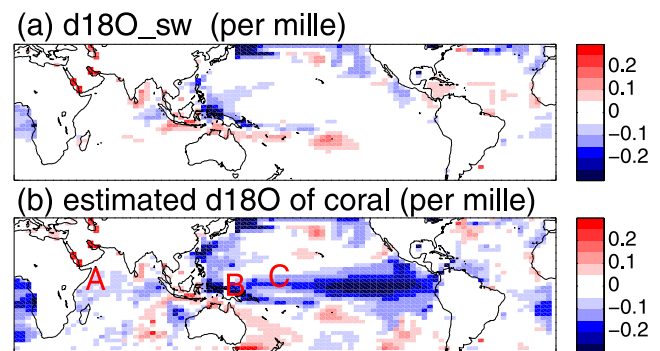 (a) d18O_sw (per mille)
0.2
0.1
0
−0.1
−0.2
(b) estimated d18O of coral (per mille)
A
B
C
0.2
0.1
0
−0.1
−0.2